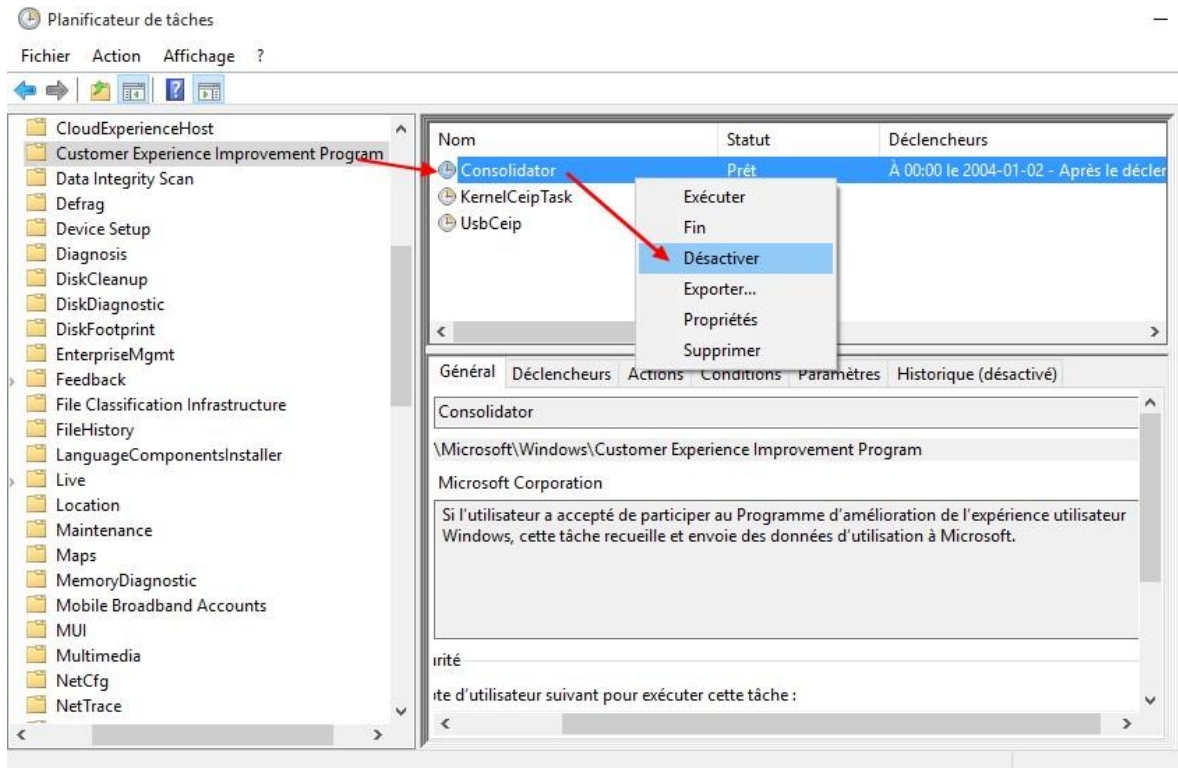 Planificateur de tâches
Fichier Action Affichage ?
CloudExperienceHost
Customer Experience Improvement Program
Data Integrity Scan
Defrag
Device Setup
Diagnosis
DiskCleanup
DiskDiagnostic
DiskFootprint
EnterpriseMgmt
Feedback
File Classification Infrastructure
FileHistory
LanguageComponentsInstaller
Live
Location
Maintenance
Maps
MemoryDiagnostic
Mobile Broadband Accounts
MUI
Multimedia
NetCfg
NetTrace
Nom Statut Déclencheurs
Consolidator Prêt À 00:00 le 2004-01-02 - Après le décler
KernelCeipTask
UsbCeip
Exécuter
Fin
Désactiver
Exporter...
Propriétés
Supprimer
Général Déclencheurs Actions Conditions Paramètres Historique (désactivé)
Consolidator
\Microsoft\Windows\Customer Experience Improvement Program
Microsoft Corporation
Si l'utilisateur a accepté de participer au Programme d'amélioration de l'expérience utilisateur
Windows, cette tâche recueille et envoie des données d'utilisation à Microsoft.
urité
te d'utilisateur suivant pour exécuter cette tâche :